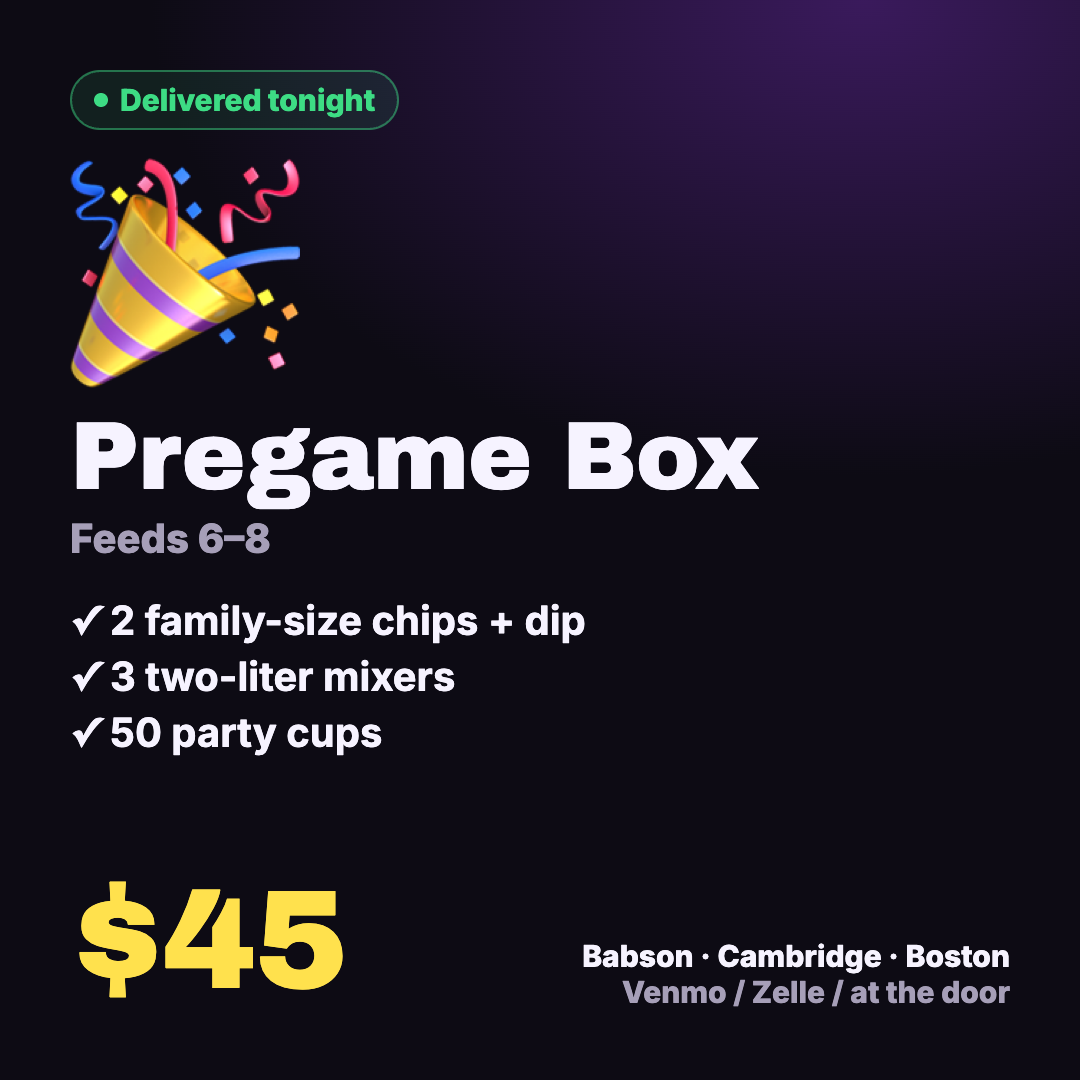 Delivered tonight
Pregame Box
Feeds 6–8
✓ 2 family-size chips + dip
✓ 3 two-liter mixers
✓ 50 party cups
$45
Babson · Cambridge · Boston
Venmo / Zelle / at the door